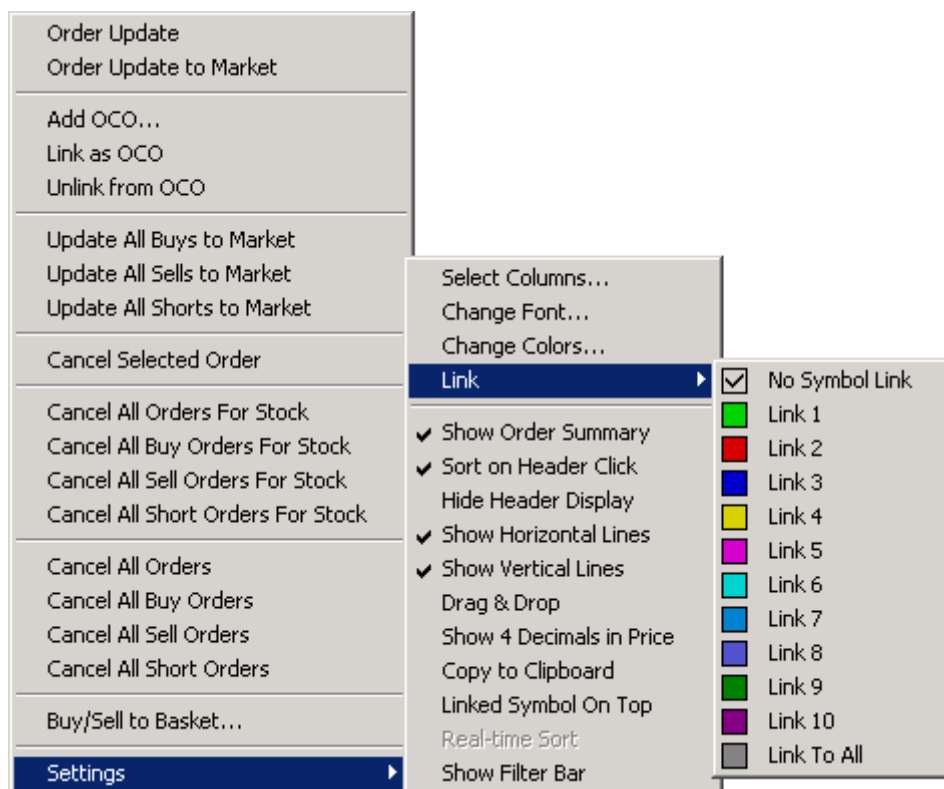 Order Update
Order Update to Market
Add OCO...
Link as OCO
Unlink from OCO
Update All Buys to Market
Update All Sells to Market
Update All Shorts to Market
Cancel Selected Order
Cancel All Orders For Stock
Cancel All Buy Orders For Stock
Cancel All Sell Orders For Stock
Cancel All Short Orders For Stock
Cancel All Orders
Cancel All Buy Orders
Cancel All Sell Orders
Cancel All Short Orders
Buy/Sell to Basket...
Settings
Select Columns...
Change Font...
Change Colors...
Link
Show Order Summary
Sort on Header Click
Hide Header Display
Show Horizontal Lines
Show Vertical Lines
Drag & Drop
Show 4 Decimals in Price
Copy to Clipboard
Linked Symbol On Top
Real-time Sort
Show Filter Bar
No Symbol Link
Link 1
Link 2
Link 3
Link 4
Link 5
Link 6
Link 7
Link 8
Link 9
Link 10
Link To All